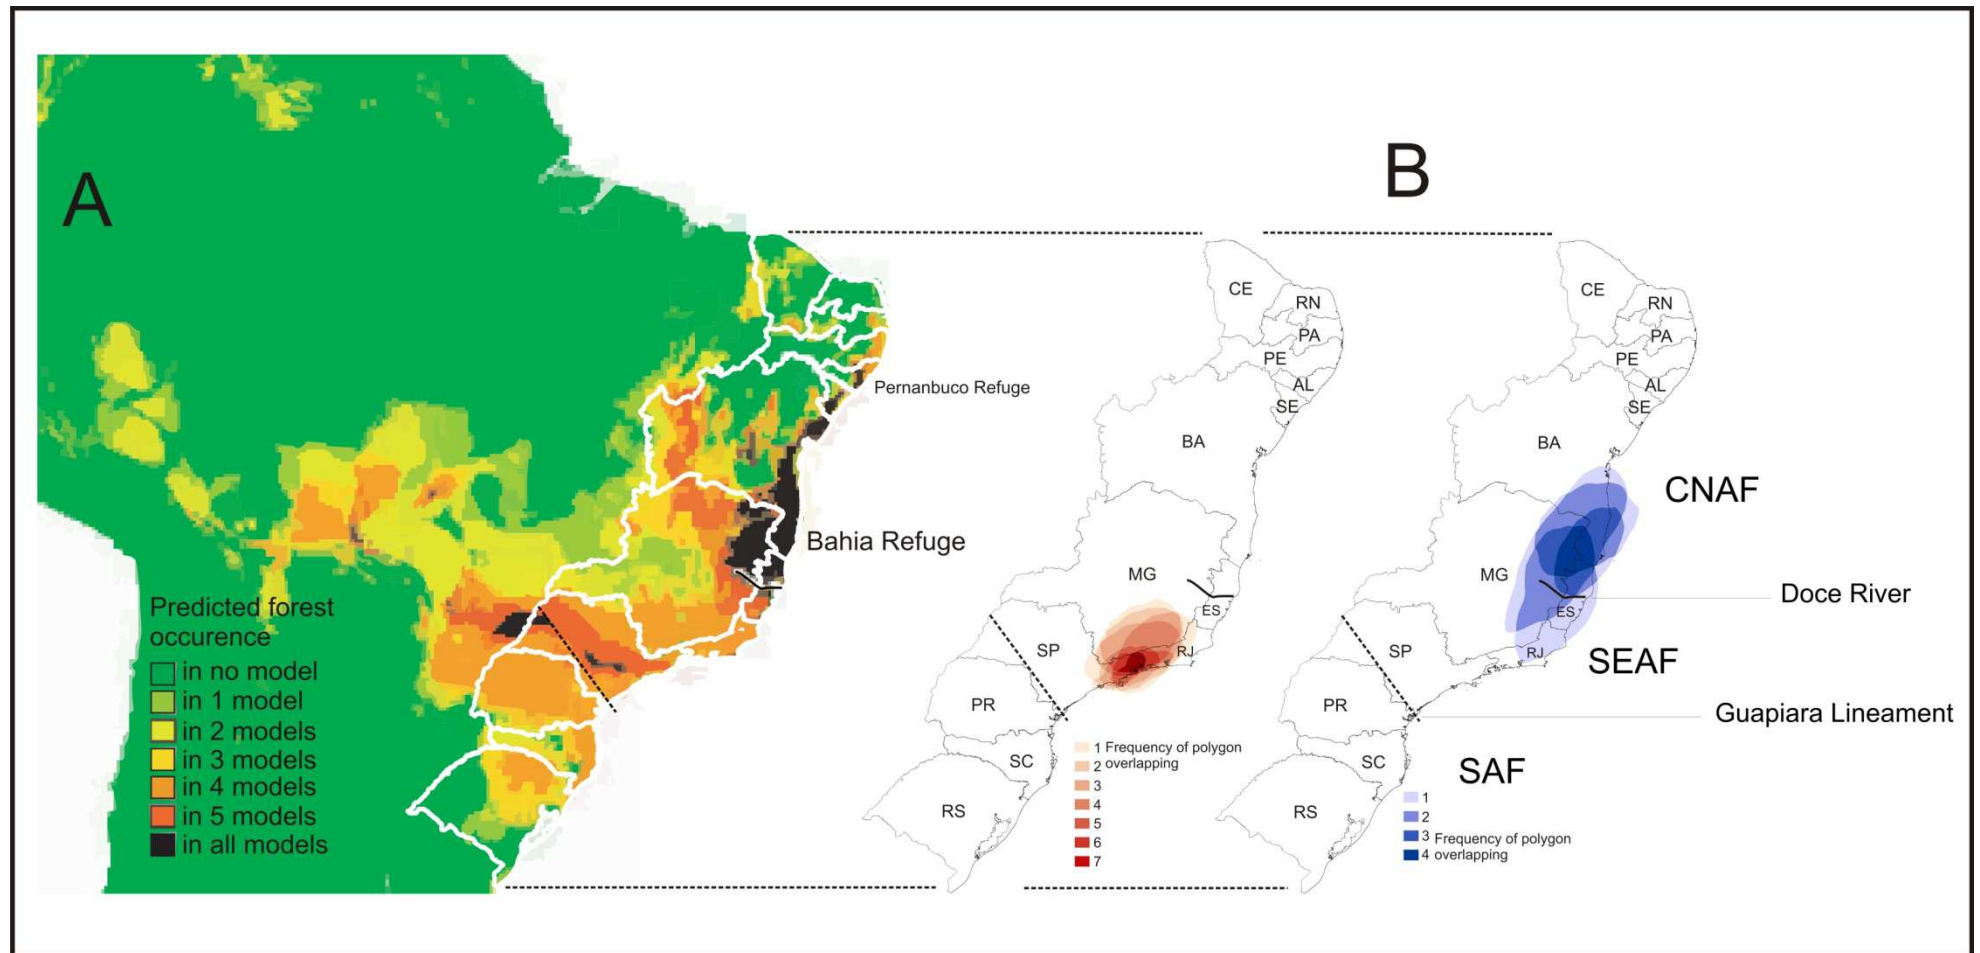 A
B
Pernanbuco Refuge
Bahia Refuge
Predicted forest
occurence
in no model
in 1 model
in 2 models
in 3 models
in 4 models
in 5 models
in all models
CE
RN
PA
PE
AL
SE
BA
MG
ES
SP
RJ
PR
SC
RS
1 Frequency of polygon
2 overlapping
3
4
5
6
7
CE
RN
PA
PE
AL
SE
BA
CNAF
MG
Doce River
ES
SP
RJ
SEAF
PR
Guapiara Lineament
SC
SAF
RS
1
2
3 Frequency of polygon
4 overlapping